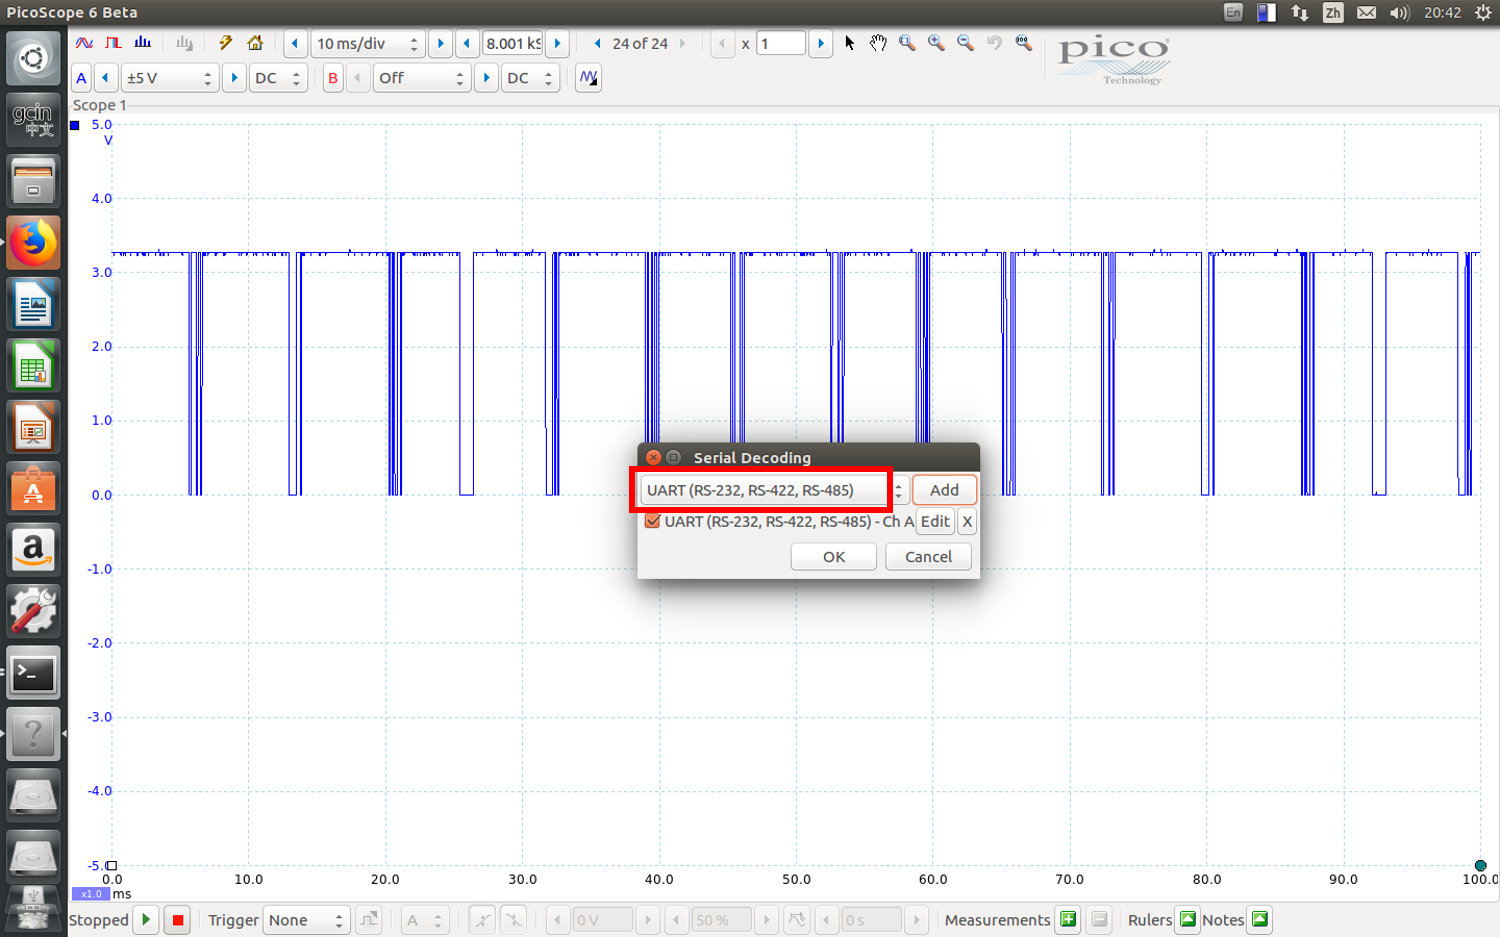 PicoScope 6 Beta
En
Zh
20:42
10 ms/div
8.001 kS
24 of 24
x
1
pico
Technology
A
±5 V
DC
B
Off
DC
gcin
中文
Scope 1
5.0
V
4.0
3.0
2.0
1.0
0.0
-1.0
-2.0
-3.0
-4.0
-5.0
Serial Decoding
UART (RS-232, RS-422, RS-485)
Add
UART (RS-232, RS-422, RS-485) - Ch A
Edit
X
OK
Cancel
0.0
10.0
20.0
30.0
40.0
50.0
60.0
70.0
80.0
90.0
100.0
x1.0
ms
Stopped
Trigger
None
A
0 V
50 %
0 s
Measurements
Rulers
Notes